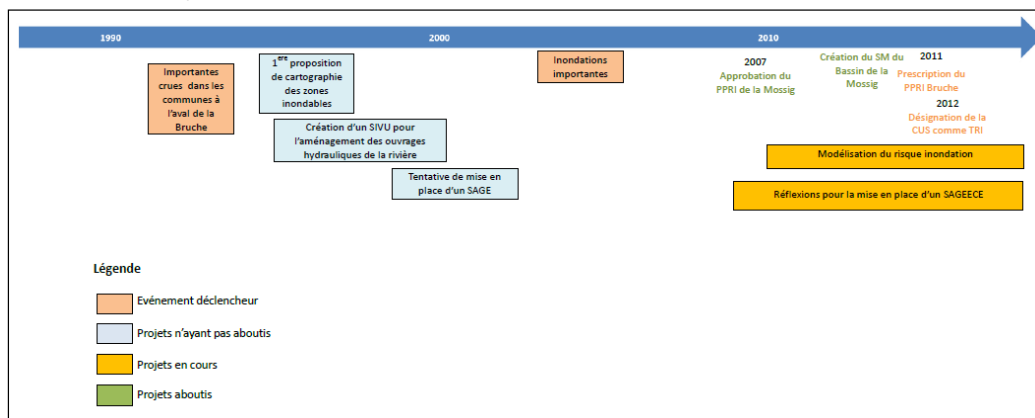 1990
2000
2010
Importantes
crues dans les
communes à
l'aval de la
Bruche
1ère proposition
de cartographie
des zones
inondables
Création d'un SIVU pour
l'aménagement des ouvrages
hydrauliques de la rivière
Tentative de mise en
place d'un SAGE
Inondations
importantes
2007
Approbation du
PPRI de la Mossig
Création du SM du
Bassin de la
Mossig
2011
Prescription du
PPRI Bruche
2012
Désignation de la
CUS comme TRI
Modélisation du risque inondation
Réflexions pour la mise en place d'un SAGEECE
Légende
Evénement déclencheur
Projets n'ayant pas aboutis
Projets en cours
Projets aboutis